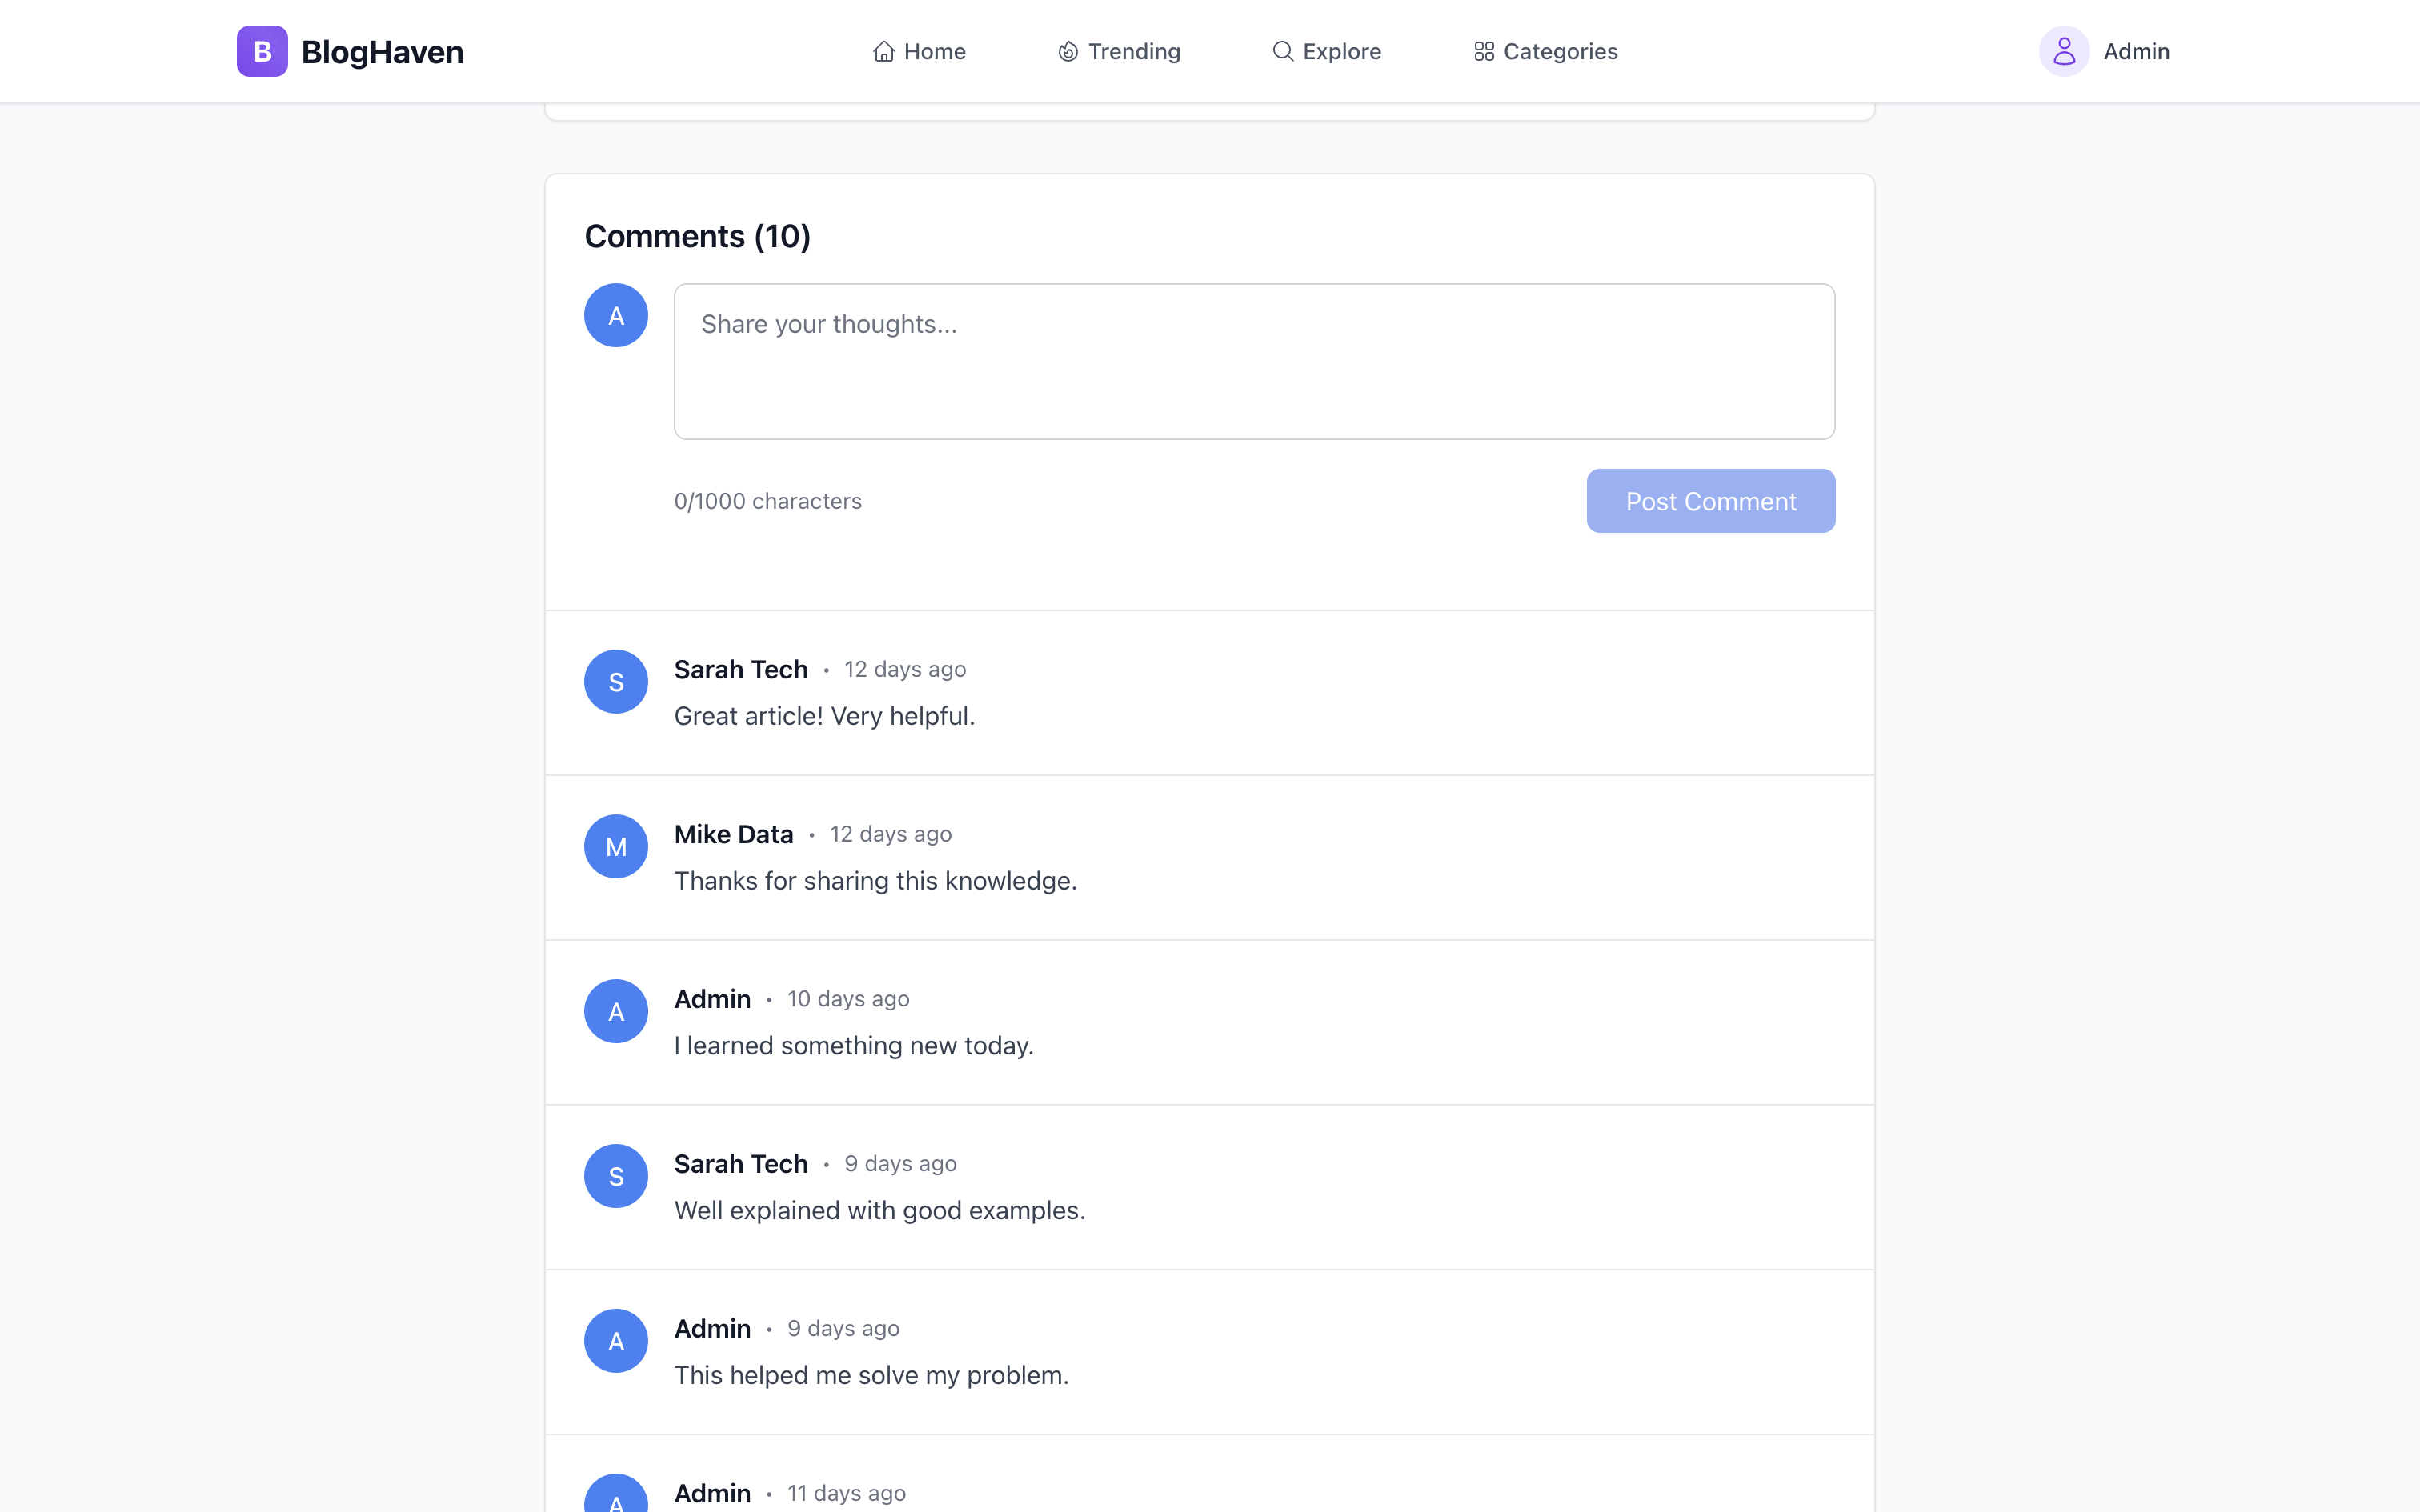 B BlogHaven Home Trending Explore Categories Admin
Comments (10)
A
Share your thoughts...
0/1000 characters Post Comment
S
Sarah Tech • 12 days ago
Great article! Very helpful.
M
Mike Data • 12 days ago
Thanks for sharing this knowledge.
A
Admin • 10 days ago
I learned something new today.
S
Sarah Tech • 9 days ago
Well explained with good examples.
A
Admin • 9 days ago
This helped me solve my problem.
A
Admin • 11 days ago